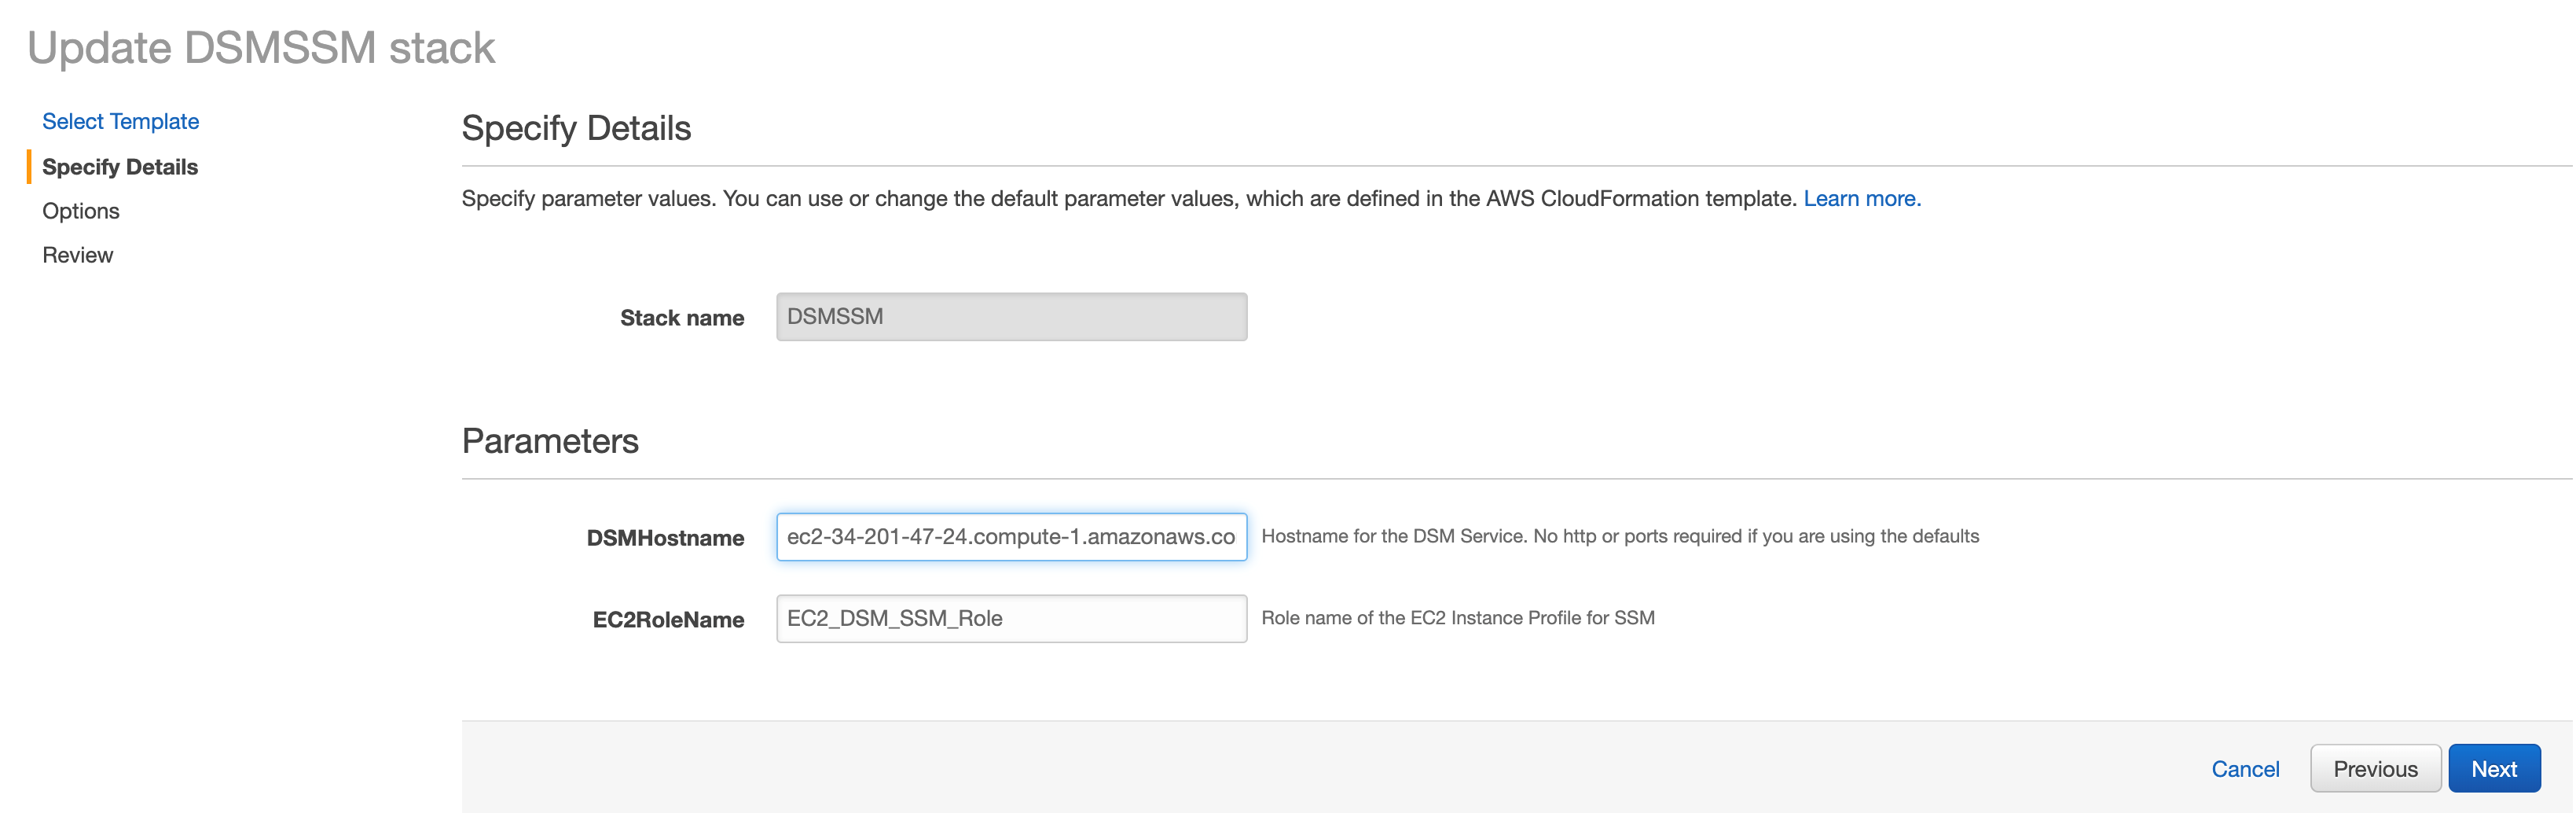 Update DSMSSM stack
Select Template
Specify Details
Options
Review
Specify Details
Specify parameter values. You can use or change the default parameter values, which are defined in the AWS CloudFormation template. Learn more.
Stack name DSMSSM
Parameters
DSMHostname ec2-34-201-47-24.compute-1.amazonaws.co Hostname for the DSM Service. No http or ports required if you are using the defaults
EC2RoleName EC2_DSM_SSM_Role Role name of the EC2 Instance Profile for SSM
Cancel Previous Next